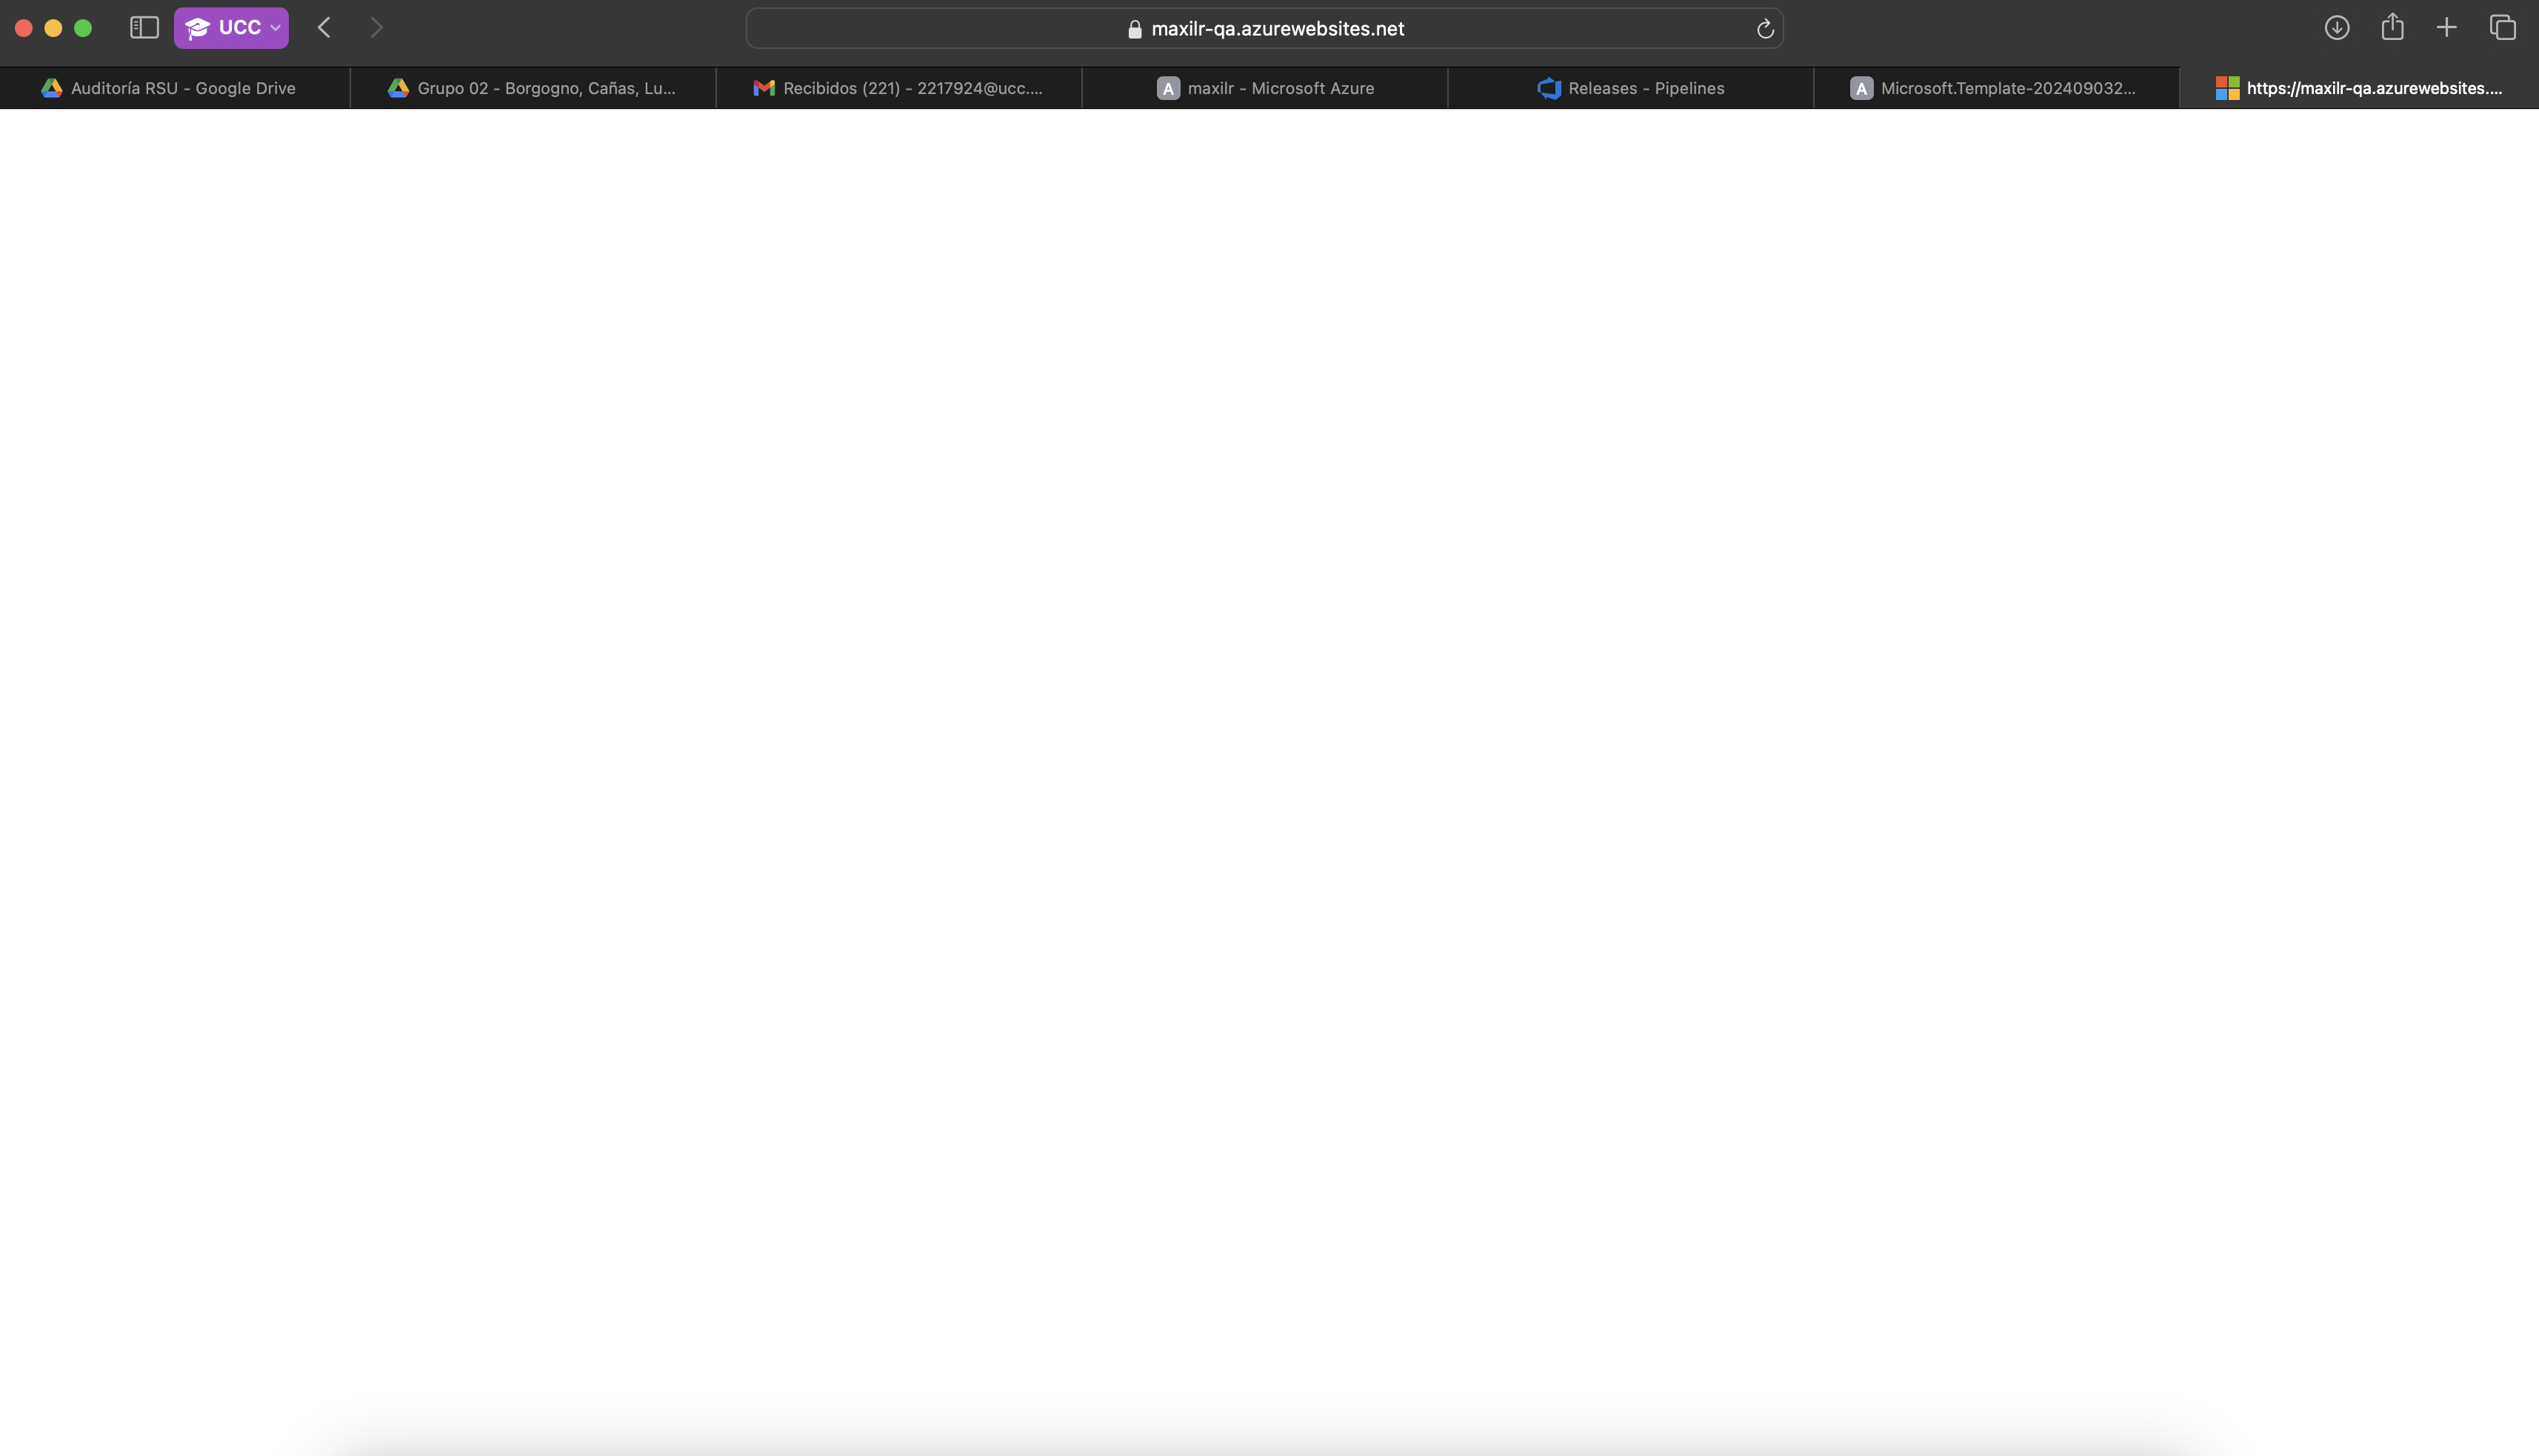 UCC
maxilr-qa.azurewebsites.net
Auditoría RSU - Google Drive
Grupo 02 - Borgogno, Cañas, Lu...
Recibidos (221) - 2217924@ucc....
A maxilr - Microsoft Azure
Releases - Pipelines
A Microsoft.Template-202409032...
https://maxilr-qa.azurewebsites....